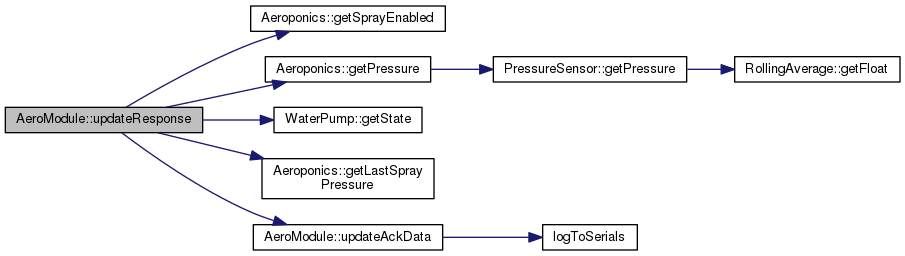 Aeroponics::getSprayEnabled
Aeroponics::getPressure
PressureSensor::getPressure
RollingAverage::getFloat
AeroModule::updateResponse
WaterPump::getState
Aeroponics::getLastSpray
Pressure
AeroModule::updateAckData
logToSerials